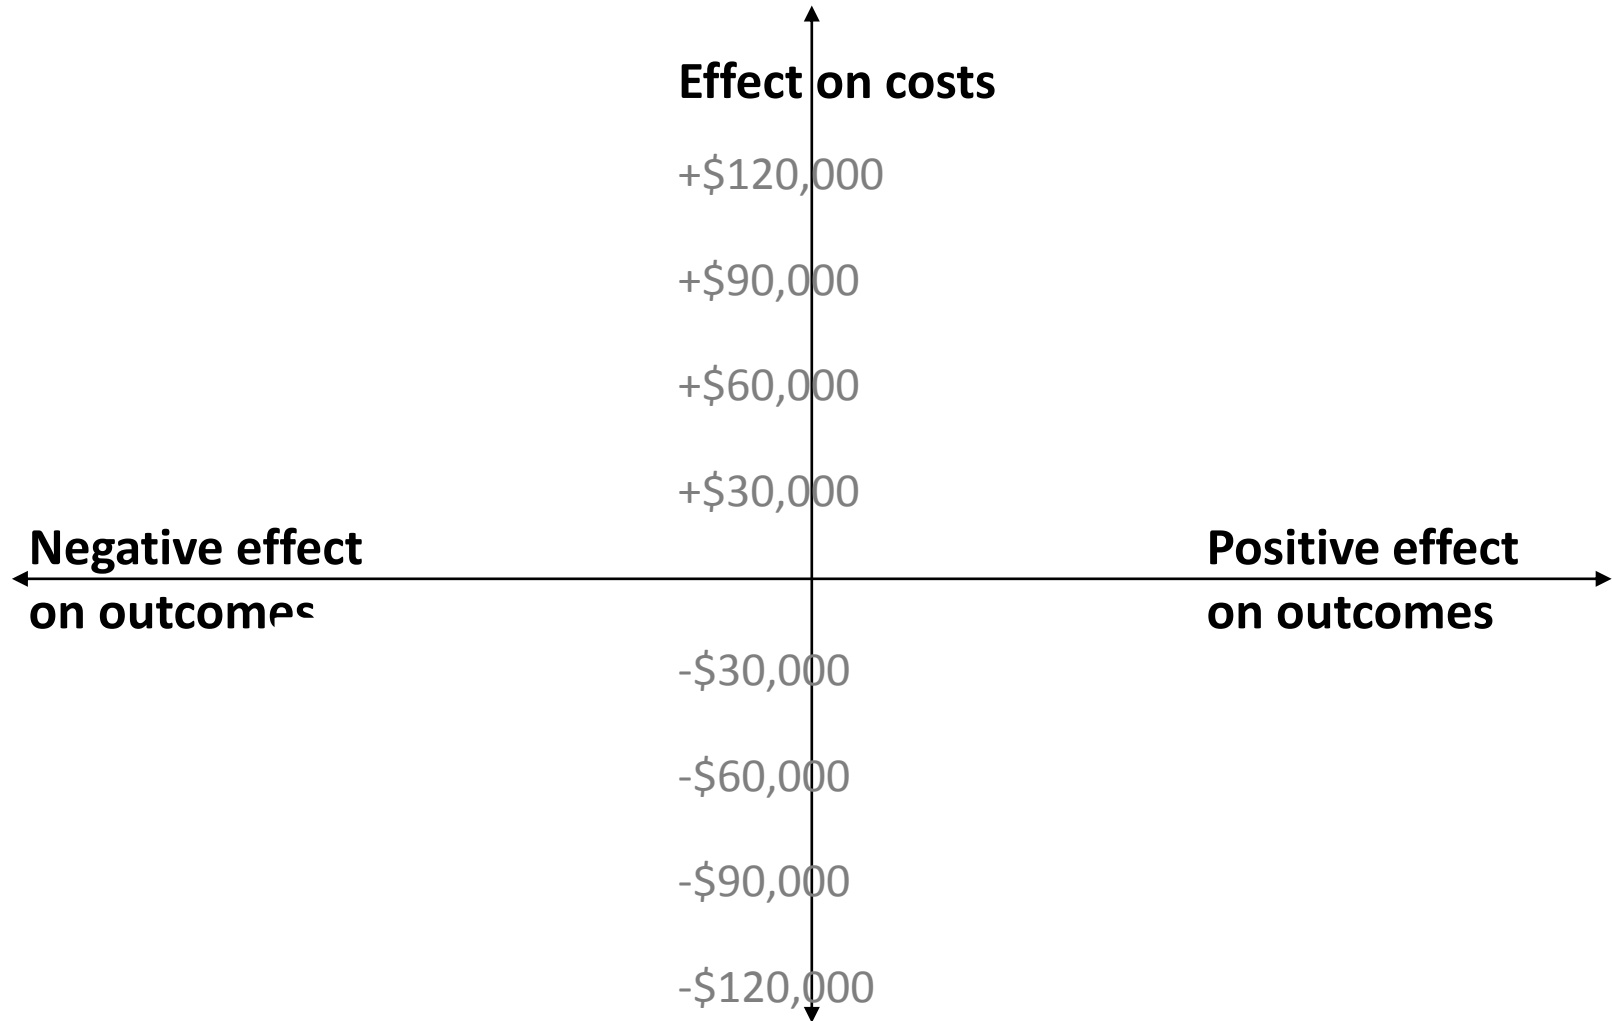 Effect on costs
+$120,000
+$90,000
+$60,000
+$30,000
Negative effect
on outcomes
Positive effect
on outcomes
-$30,000
-$60,000
-$90,000
-$120,000